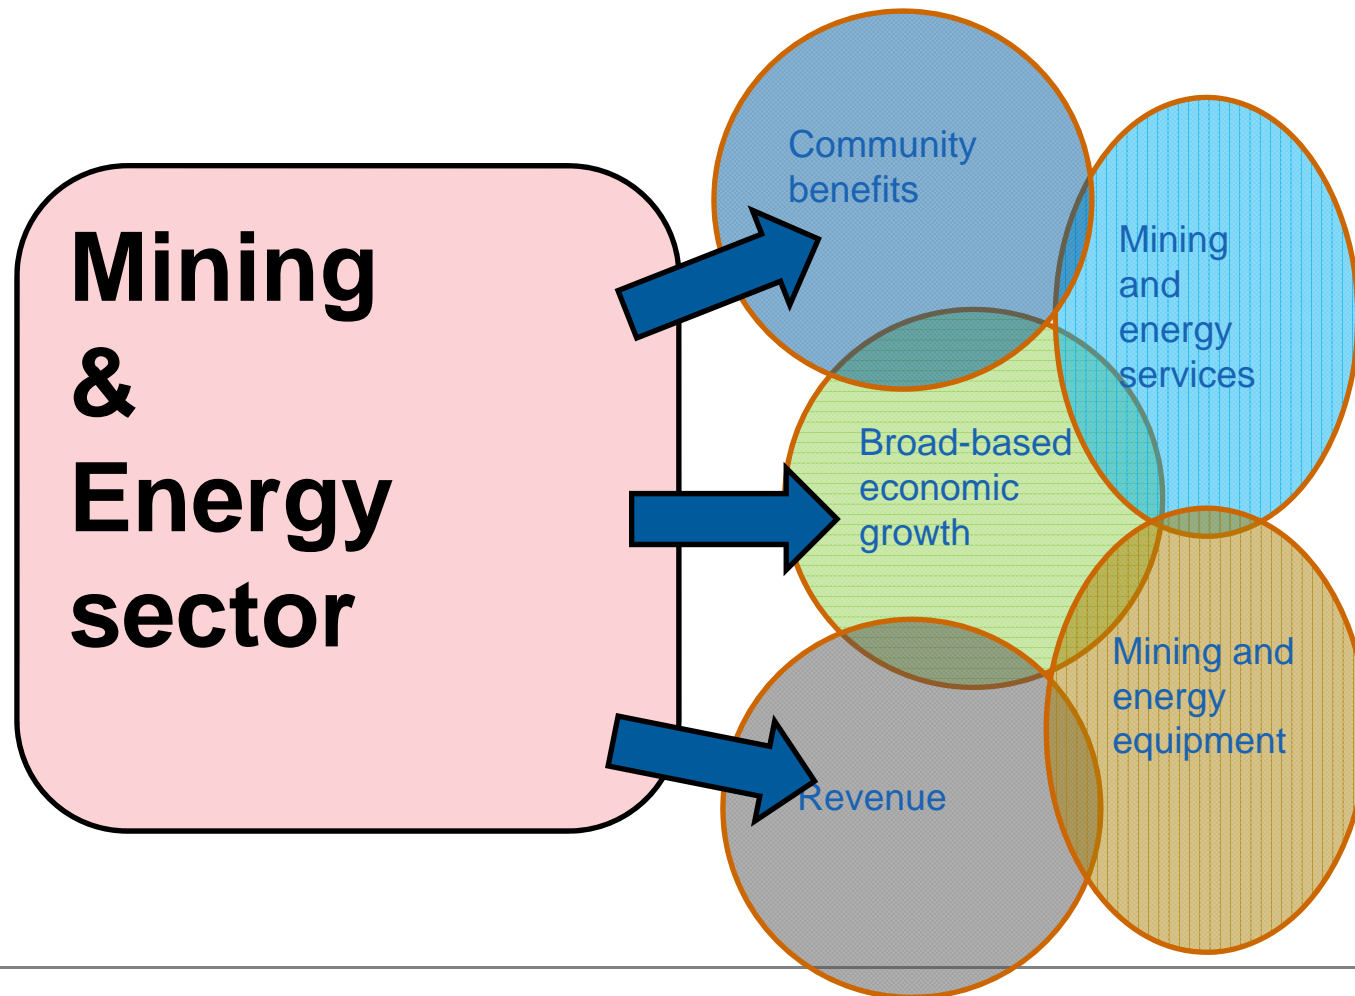 Mining
&
Energy
sector
Community
benefits
Mining
and
energy
services
Broad-based
economic
growth
Mining and
energy
equipment
Revenue